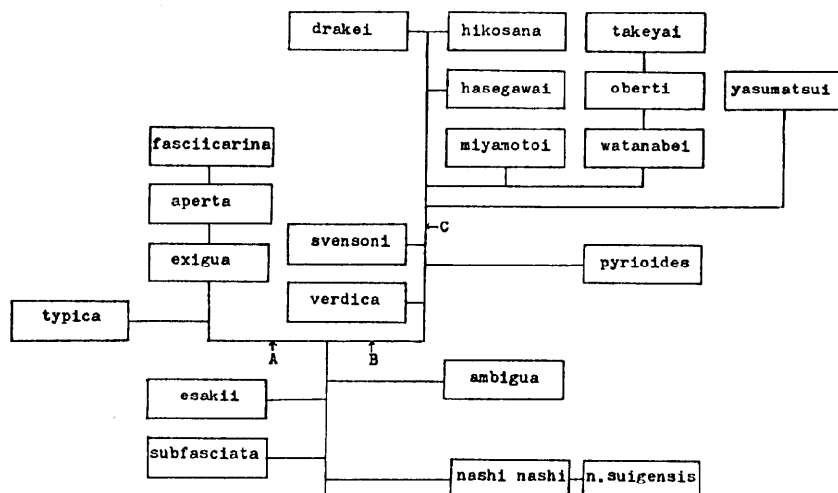 drakei hikosana takeyai
hasegawai oberti yasumatsui
fasciicarina miyamotoi watanabei
aperta
←C
svensoni
exigua pyrioides
verdica
typica
↑ ↑
A B
ambigua
esakii
subfasciata
nashi nashi n.suigensis